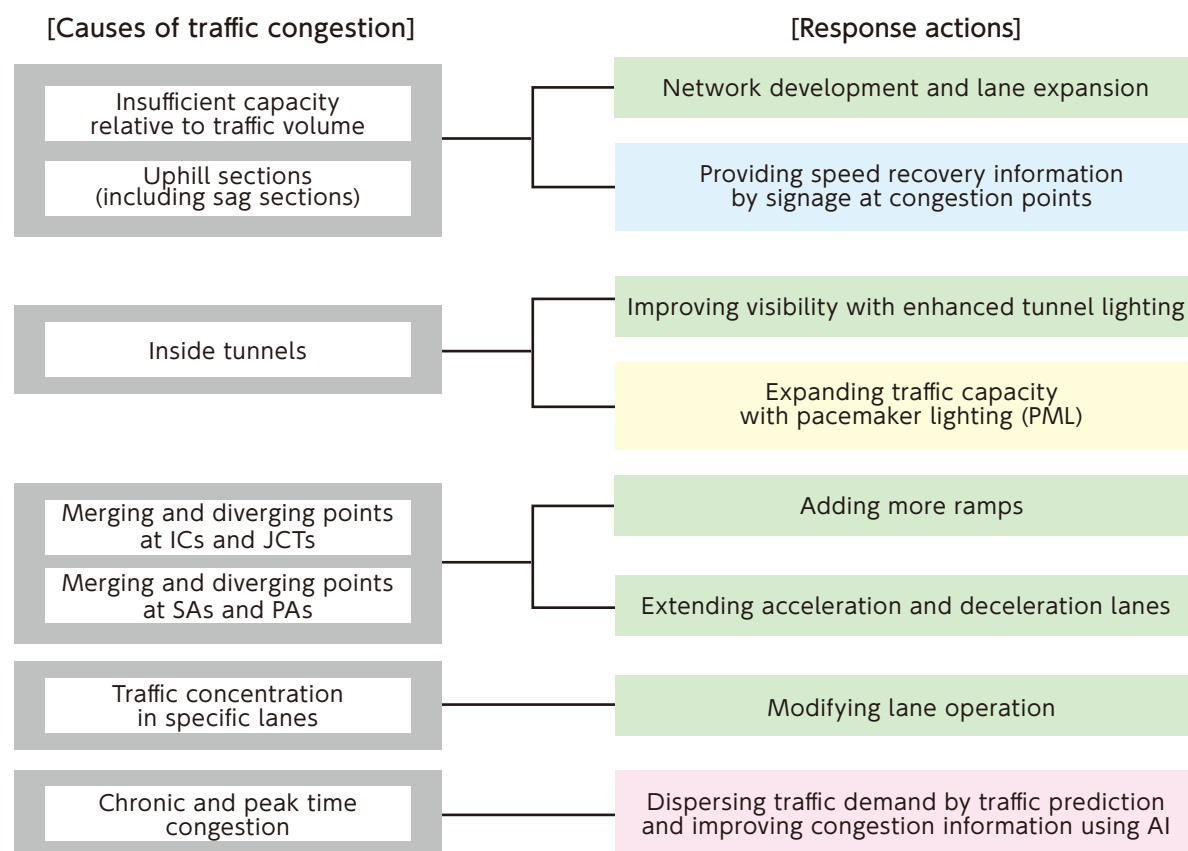 [Causes of traffic congestion]
[Response actions]
Insufficient capacity
relative to traffic volume
Uphill sections
(including sag sections)
Network development and lane expansion
Providing speed recovery information
by signage at congestion points
Inside tunnels
Improving visibility with enhanced tunnel lighting
Expanding traffic capacity
with pacemaker lighting (PML)
Merging and diverging points
at ICs and JCTs
Merging and diverging points
at SAs and PAs
Adding more ramps
Extending acceleration and deceleration lanes
Traffic concentration
in specific lanes
Modifying lane operation
Chronic and peak time
congestion
Dispersing traffic demand by traffic prediction
and improving congestion information using AI